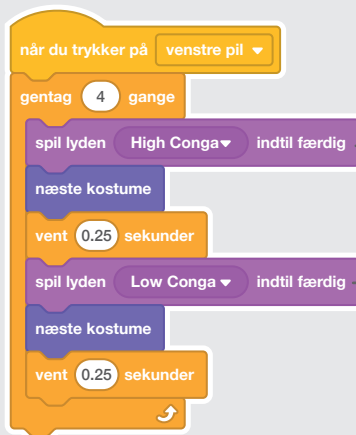 når du trykker på venstre pil
gentag 4 gange
spil lyden High Conga indtil færdig
næste kostume
vent 0.25 sekunder
spil lyden Low Conga indtil færdig
næste kostume
vent 0.25 sekunder